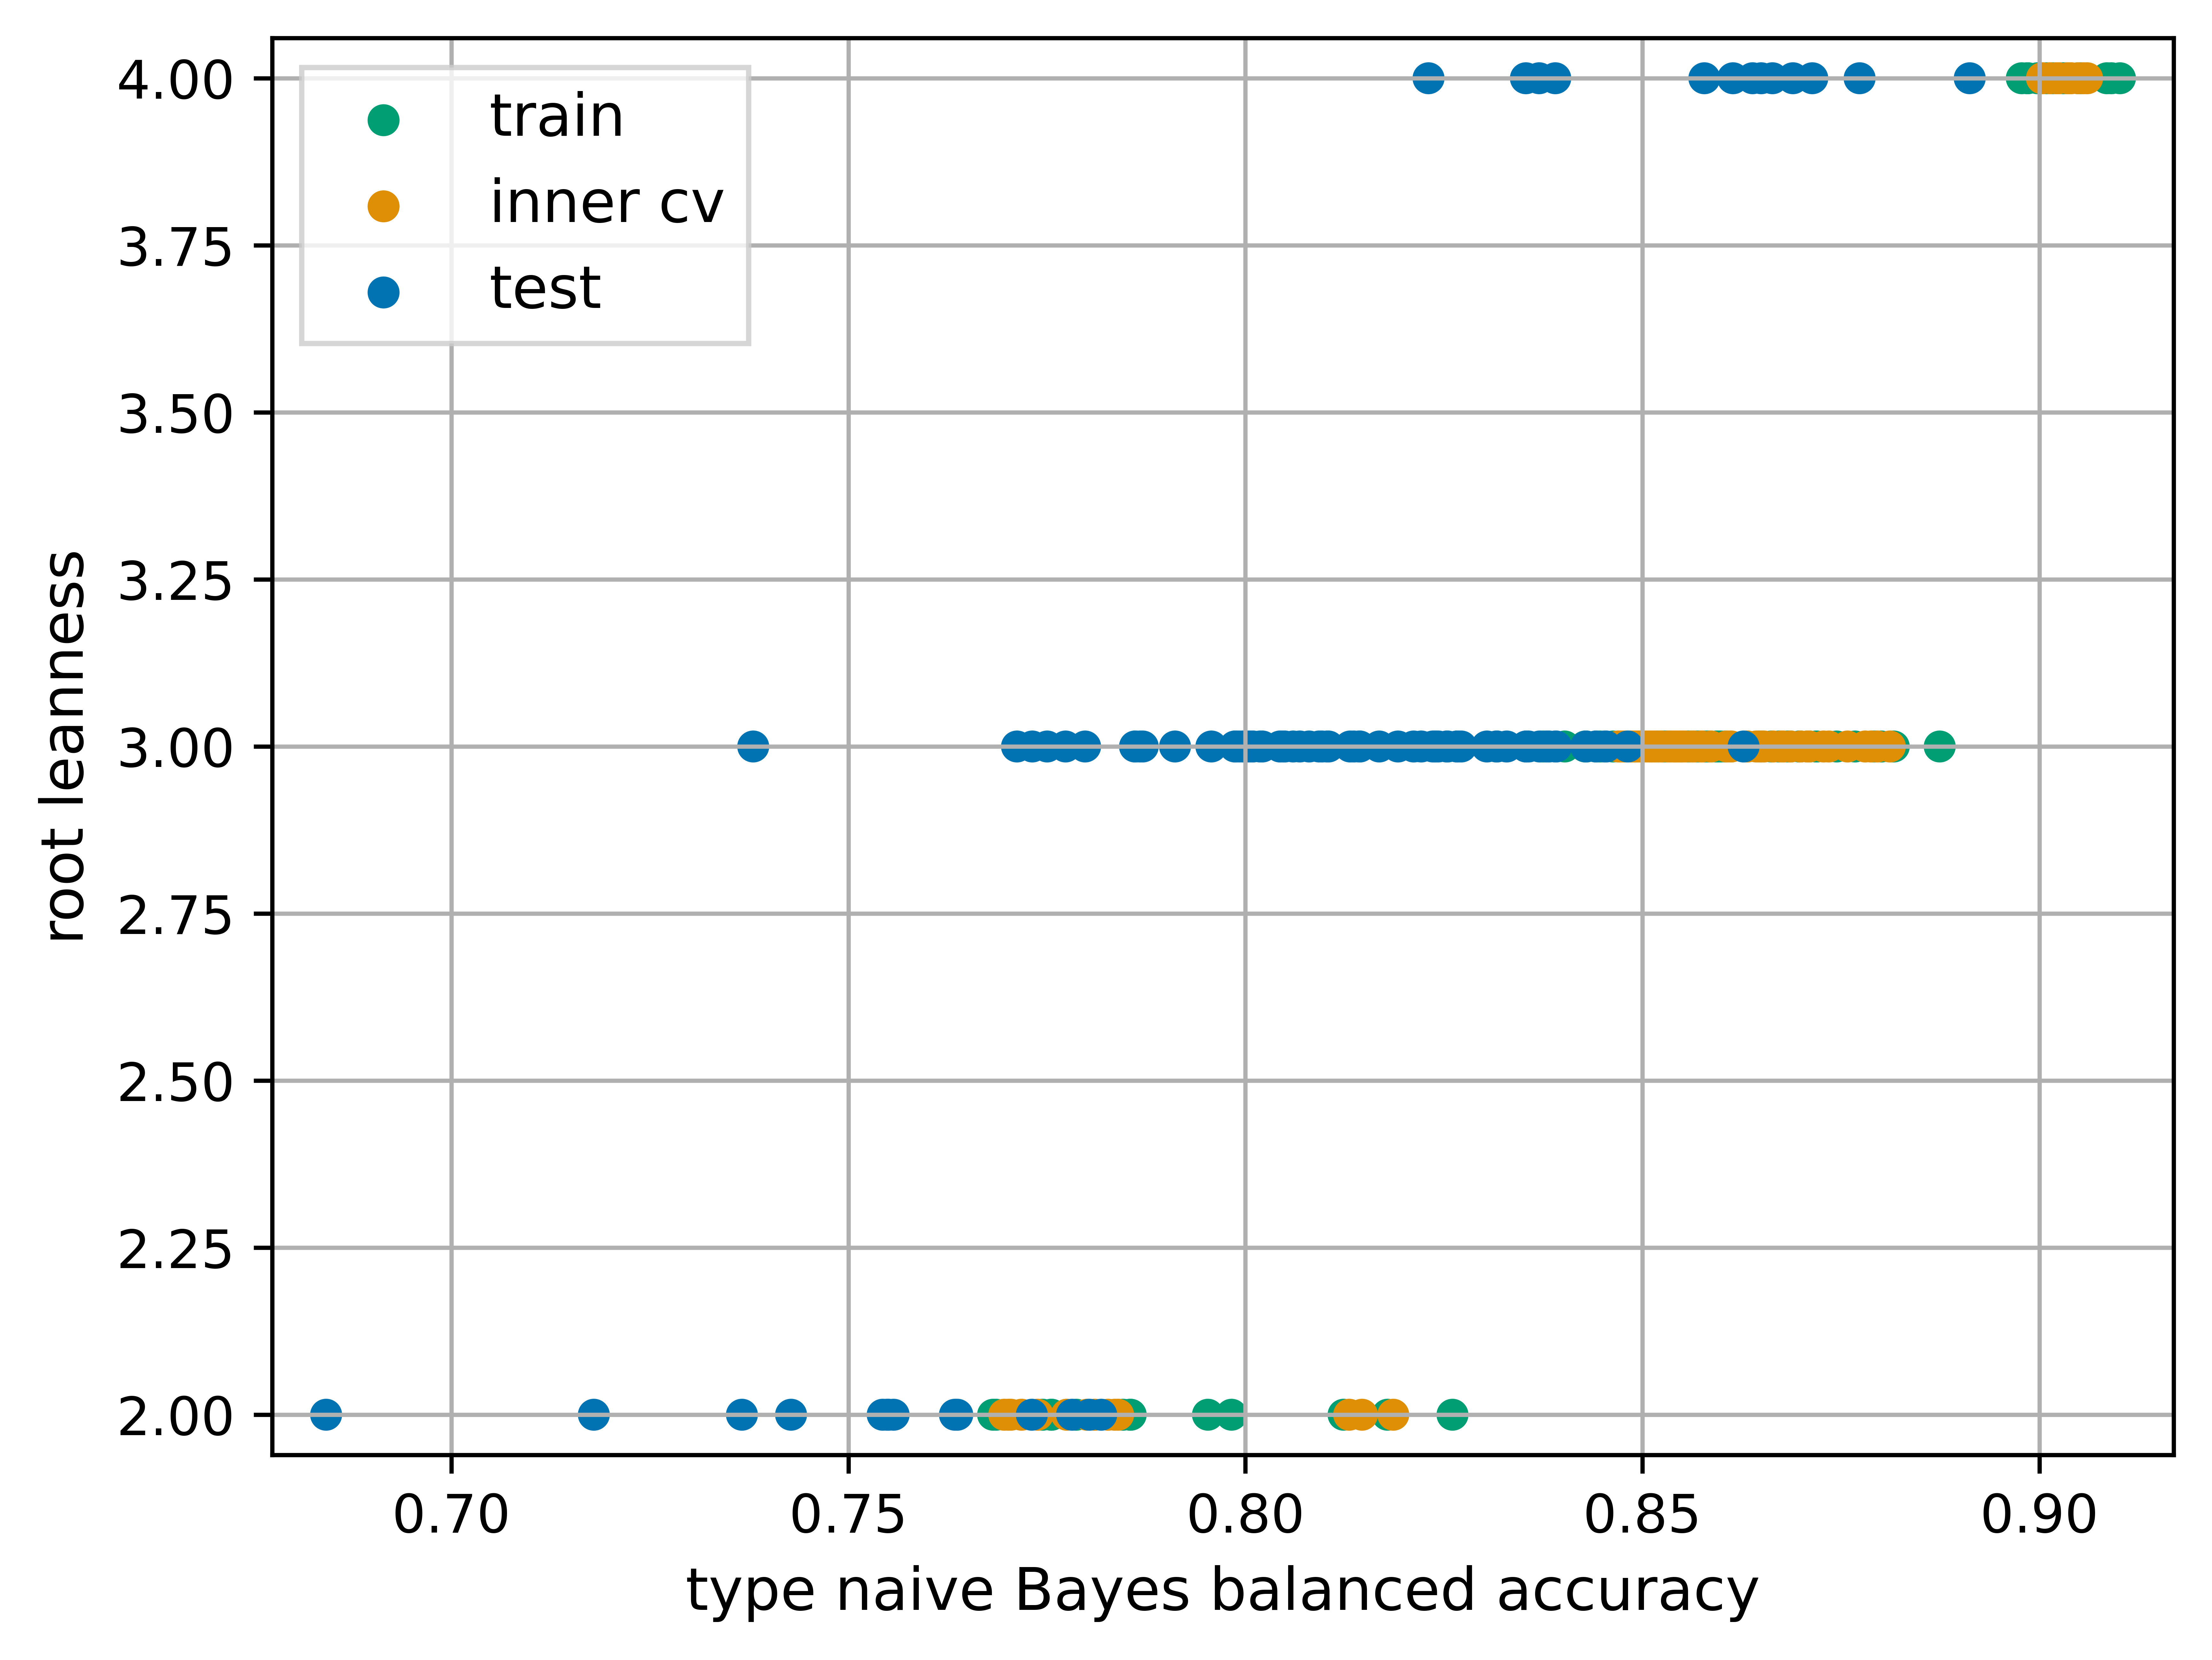 4.00
3.75
3.50
3.25
3.00
2.75
2.50
2.25
2.00
root leanness
train
inner cv
test
0.70 0.75 0.80 0.85 0.90
type naive Bayes balanced accuracy